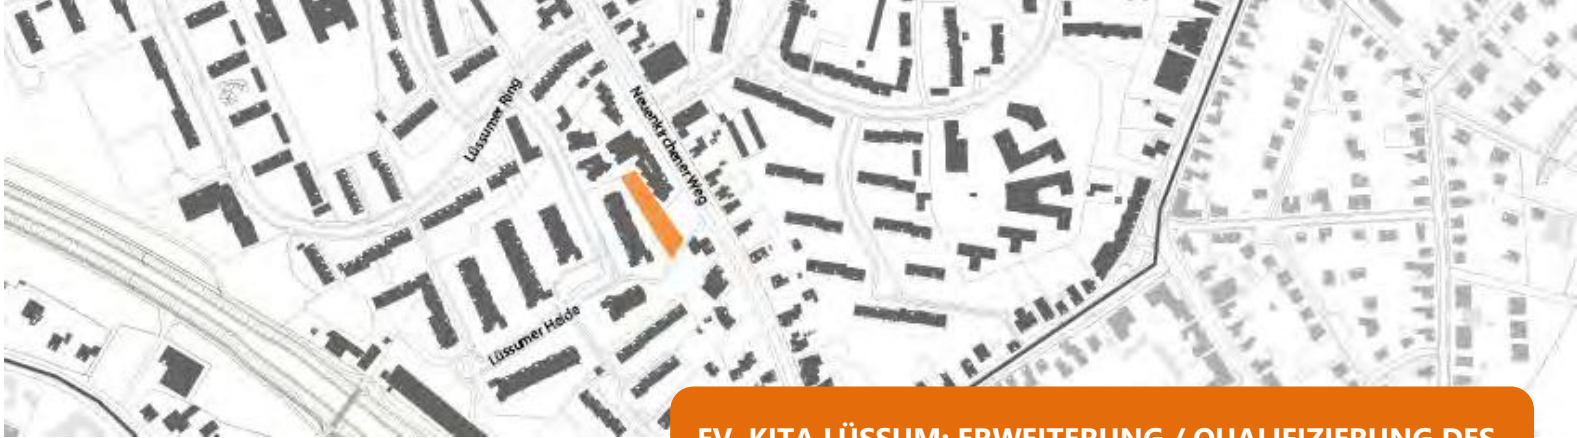 Lüssumer Ring
Neuenkirchener Weg
Lüssumer Heide
EV. KITA LÜSSUM: ERWEITERUNG / QUALIFIZIERUNG DES